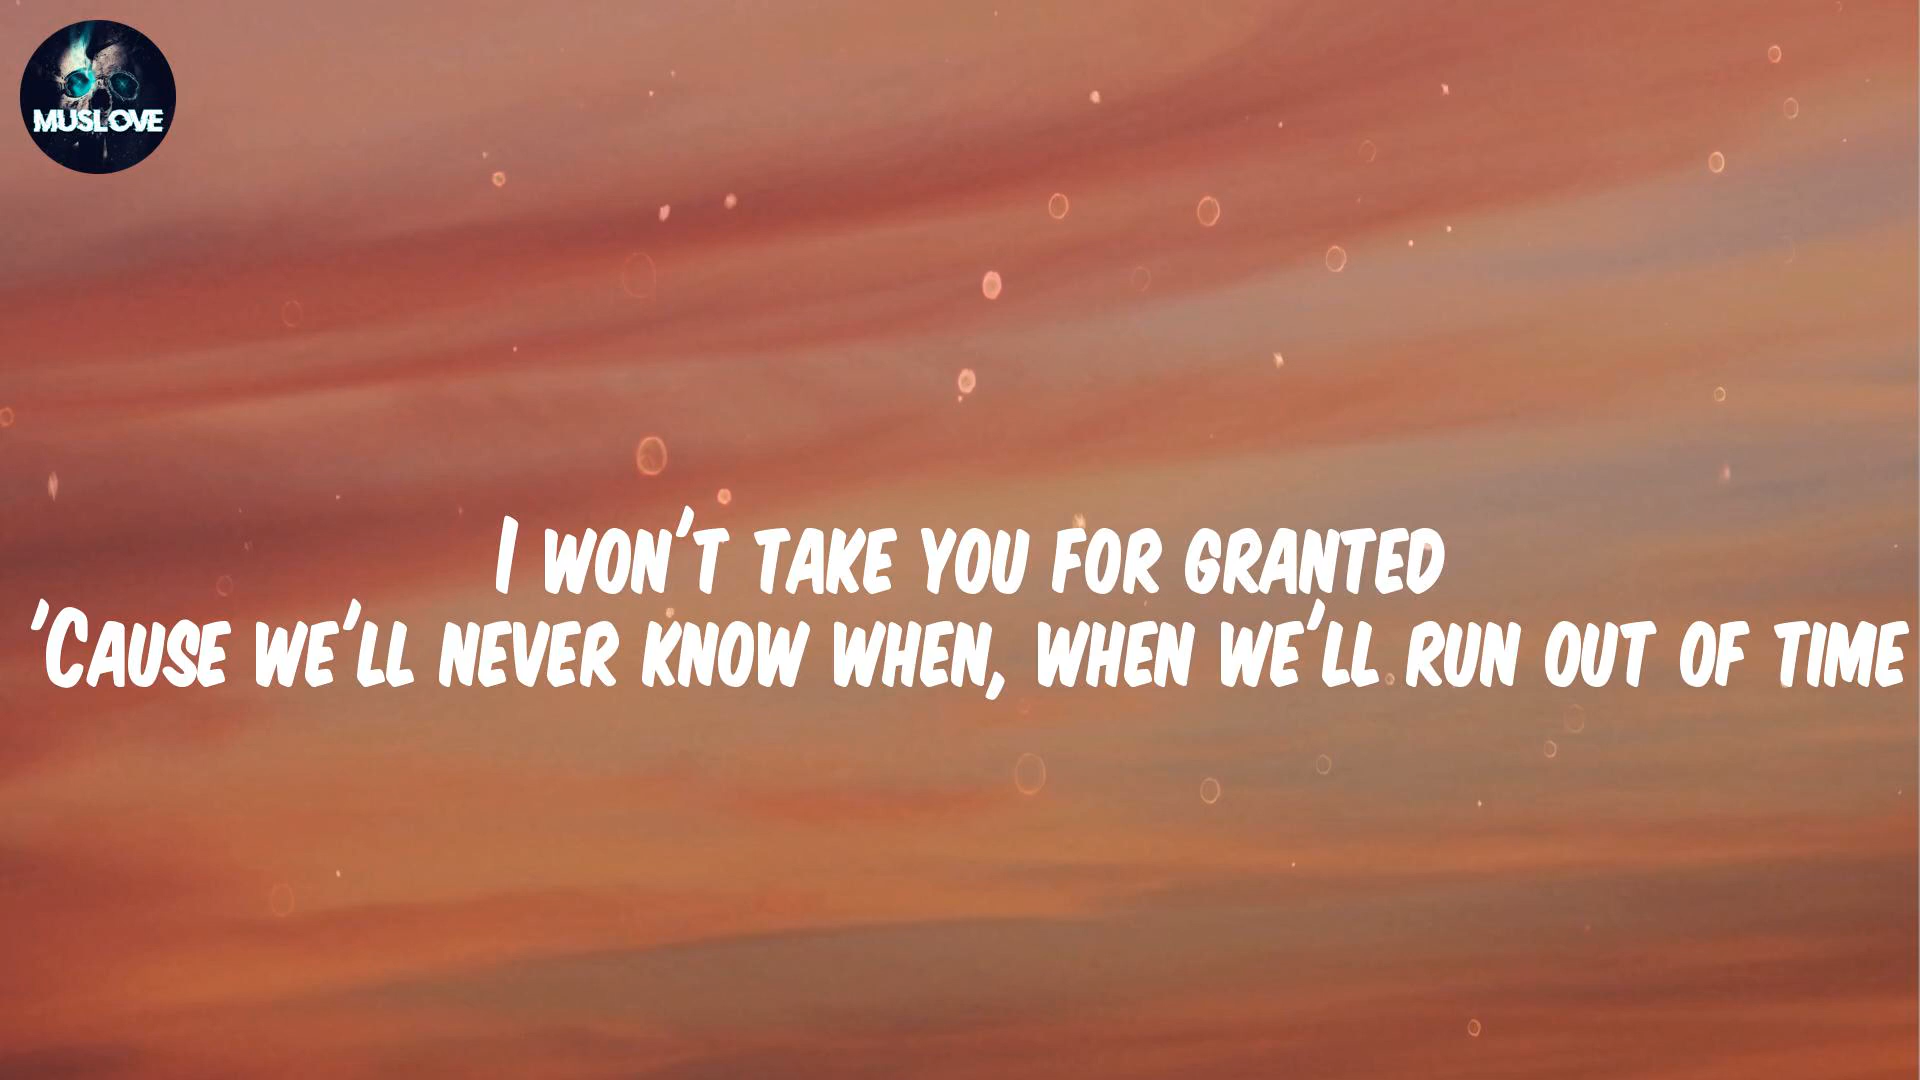 MUSLOVE
I won't take you for granted
'Cause we'll never know when, when we'll run out of time